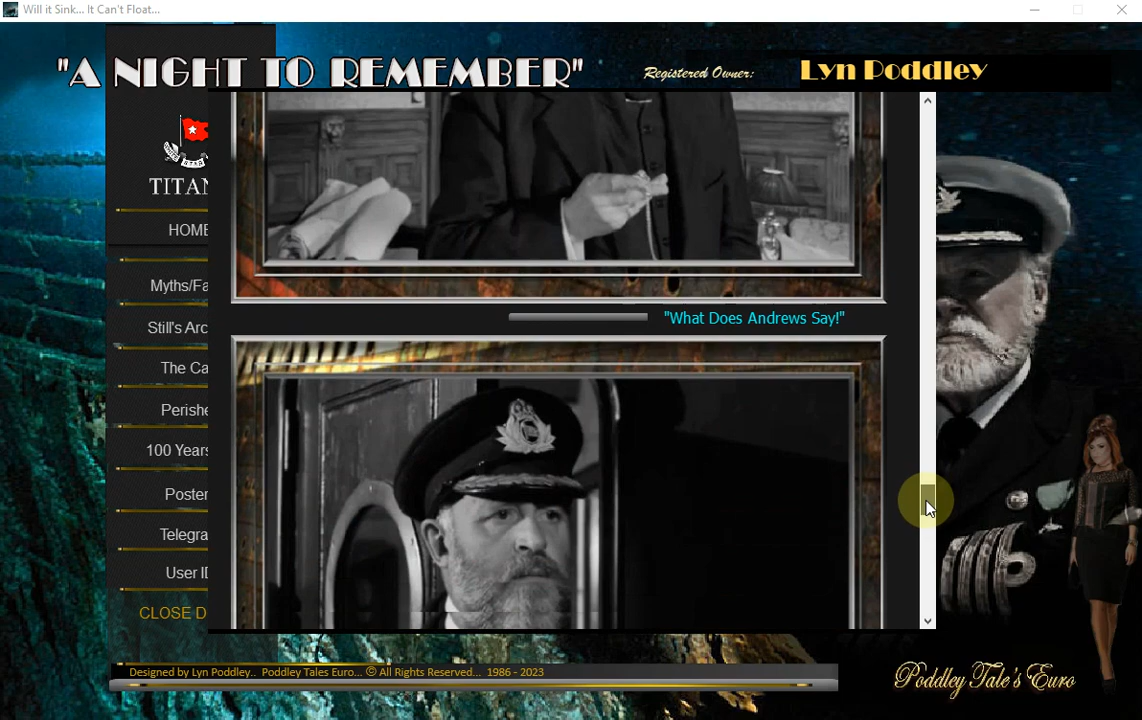 Will it Sink... It Can't Float...
"A NIGHT TO REMEMBER"
Registered Owner:
Lyn Poddley
TITAN
HOME
Myths/Fa
Still's Arc
The Ca
Perishe
100 Years
Poster
Telegra
User ID
CLOSE D
"What Does Andrews Say!"
Designed by Lyn Poddley.. Poddley Tales Euro... © All Rights Reserved... 1986 - 2023
Poddley Tale's Euro